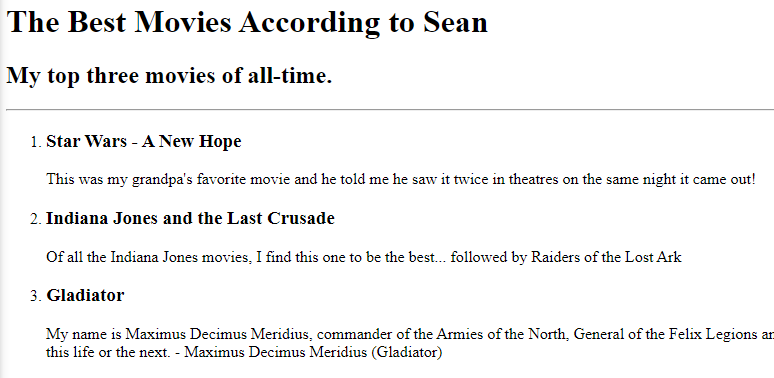 The Best Movies According to Sean
My top three movies of all-time.
1. Star Wars - A New Hope
This was my grandpa's favorite movie and he told me he saw it twice in theatres on the same night it came out!
2. Indiana Jones and the Last Crusade
Of all the Indiana Jones movies, I find this one to be the best... followed by Raiders of the Lost Ark
3. Gladiator
My name is Maximus Decimus Meridius, commander of the Armies of the North, General of the Felix Legions
this life or the next. - Maximus Decimus Meridius (Gladiator)